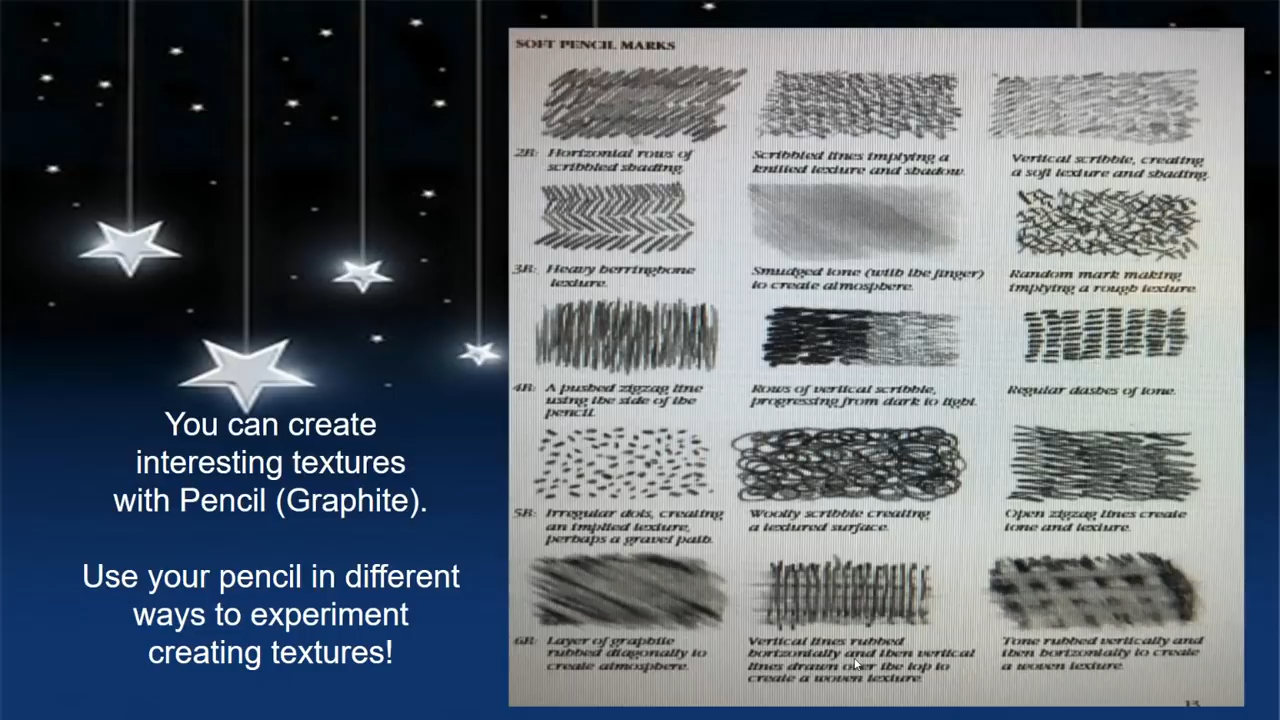 You can create
interesting textures
with Pencil (Graphite).
Use your pencil in different
ways to experiment
creating textures!
SOFT PENCIL MARKS
2B: Horizontal rows of
scribbled shading.
Scribbled lines implying a
knitted texture and shadow.
Vertical scribble, creating
a soft texture and shading.
3B: Heavy herringbone
texture.
Smudged tone (with the finger)
to create atmosphere.
Random mark making
implying a rough texture.
4B: A pushed zigzag line
using the side of the
pencil.
Rows of vertical scribble,
progressing from dark to light.
Regular dashes of tone.
5B: Irregular dots, creating
an implied texture,
perhaps a gravel path.
Woolly scribble creating
a textured surface.
Open zigzag lines create
tone and texture.
6B: Layer of graphite
rubbed diagonally to
create atmosphere.
Vertical lines rubbed
horizontally and then vertical
lines drawn over the top to
create a woven texture.
Tone rubbed vertically and
then horizontally to create
a woven texture.
13